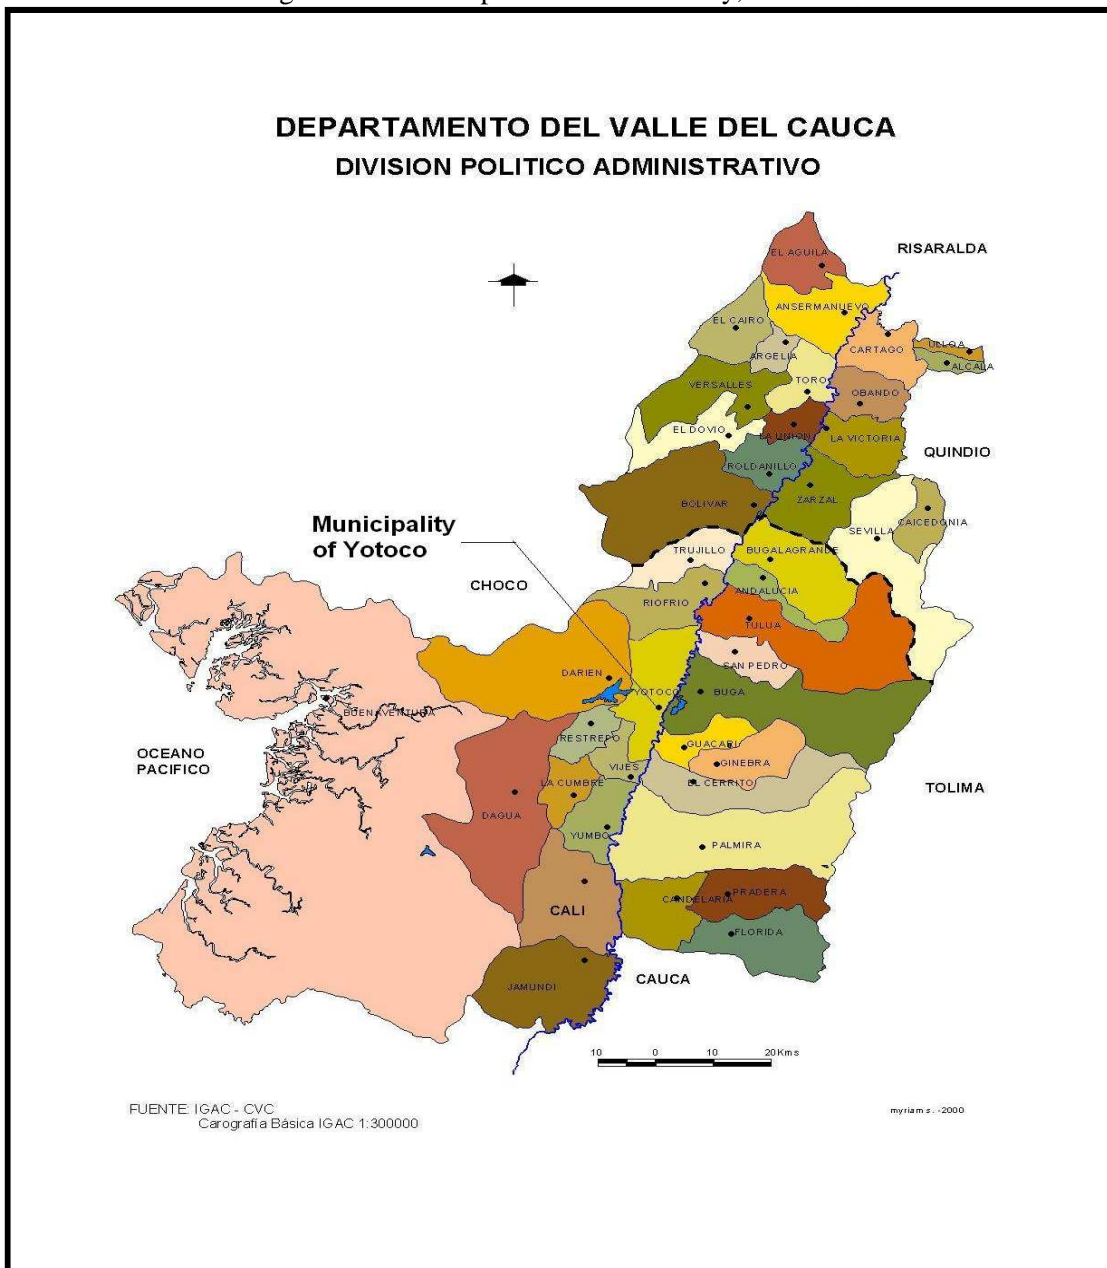 DEPARTAMENTO DEL VALLE DEL CAUCA
DIVISION POLITICO ADMINISTRATIVO
EL AGUILA
RISARALDA
ANSERMANUEVO
EL CAIRO
ARGELIA
CARTAGO
ULLOA
ALCALA
VERSALLES
TORO
OBANDO
EL DOVIO
LA UNION
LA VICTORIA
QUINDIO
ROLDANILLO
BOLIVAR
ZARZAL
SEVILLA
CAICEDONIA
Municipality
of Yotoco
TRUJILLO
BUGALAGRANDE
CHOCO
ANDALUCIA
RIOFRIO
TULUA
SAN PEDRO
DARIEN
YOTOCO
BUGA
BUENAVENTURA
RESTREPO
GUACARI
OCEANO
PACIFICO
VIJES
GINEBRA
LA CUMBRE
EL CERRITO
TOLIMA
DAGUA
YUMBO
PALMIRA
CALI
CANDELARIA
PRADERA
FLORIDA
CAUCA
JAMUNDI
10 0 10 20Kms
FUENTE: IGAC - CVC
Carografía Básica IGAC 1:300000
myriam s. -2000